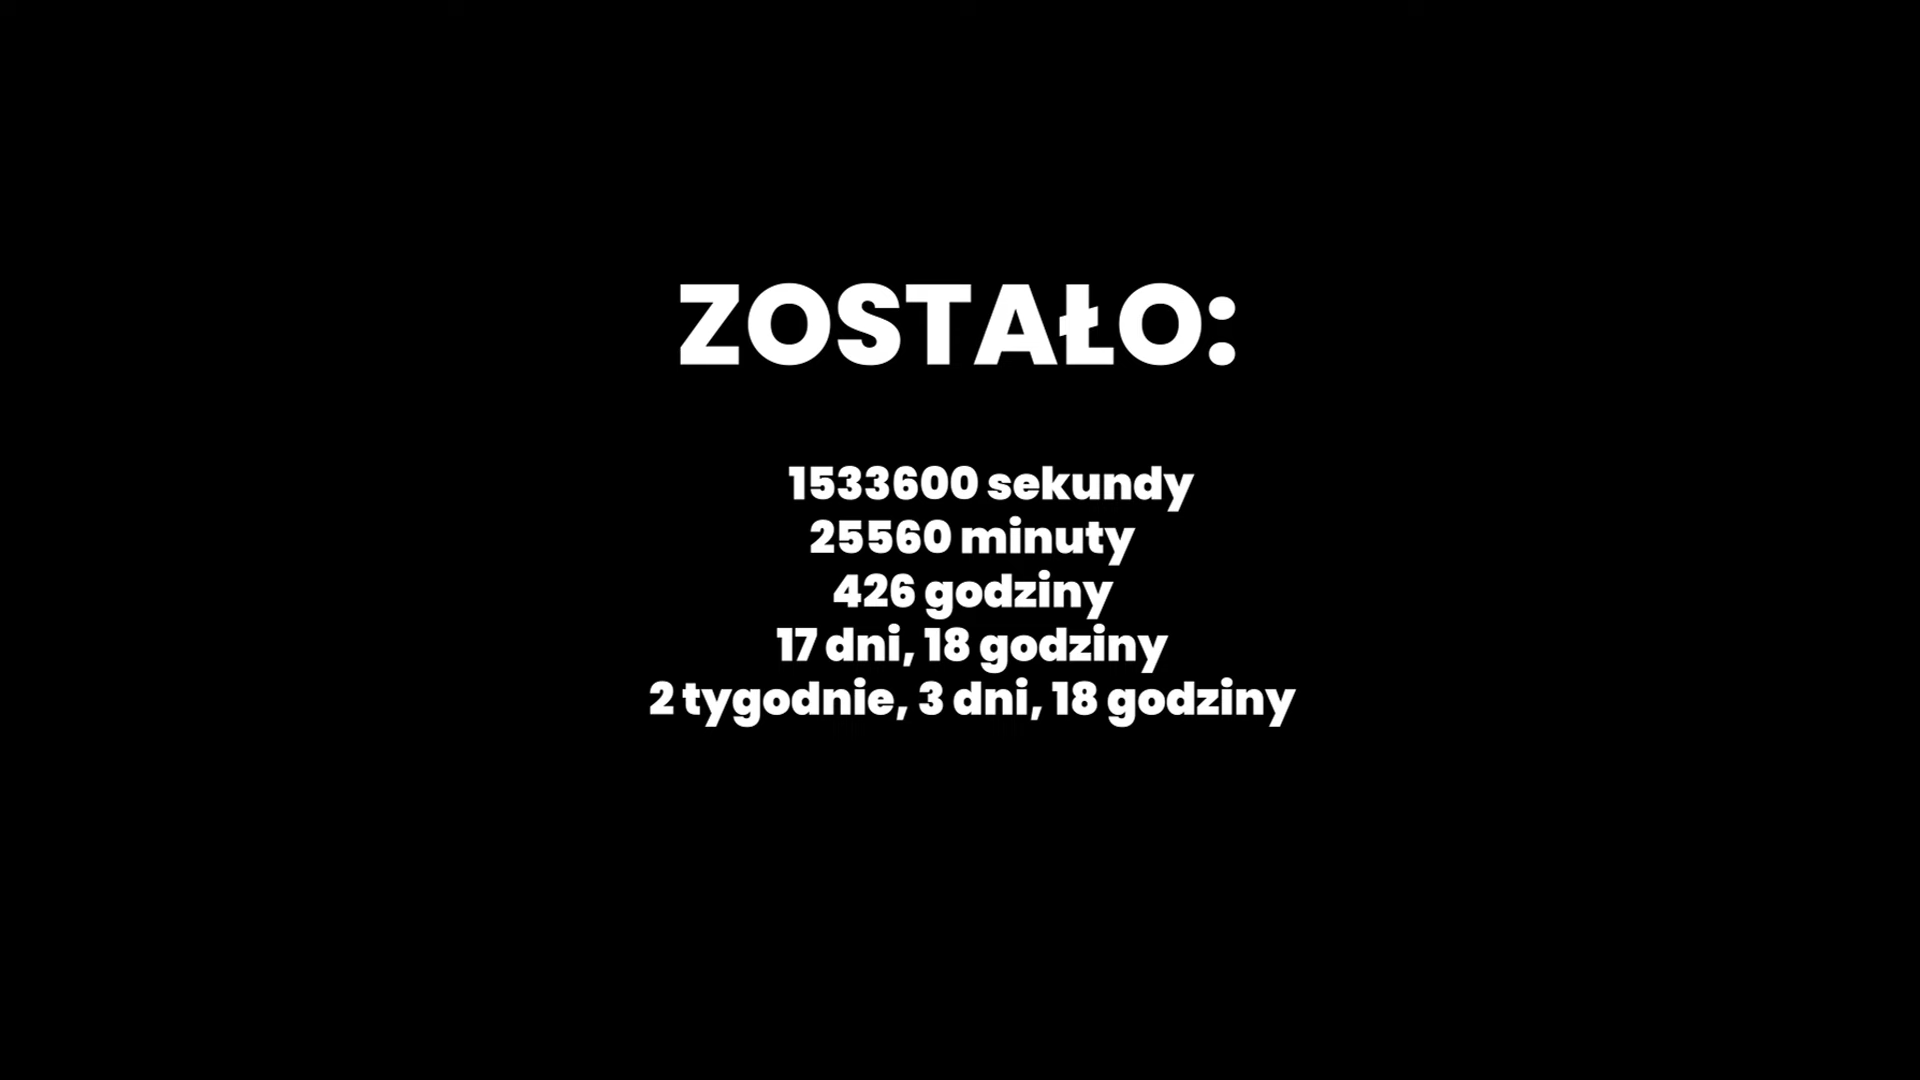 ZOSTAŁO:
1533600 sekundy
25560 minuty
426 godziny
17 dni, 18 godziny
2 tygodnie, 3 dni, 18 godziny